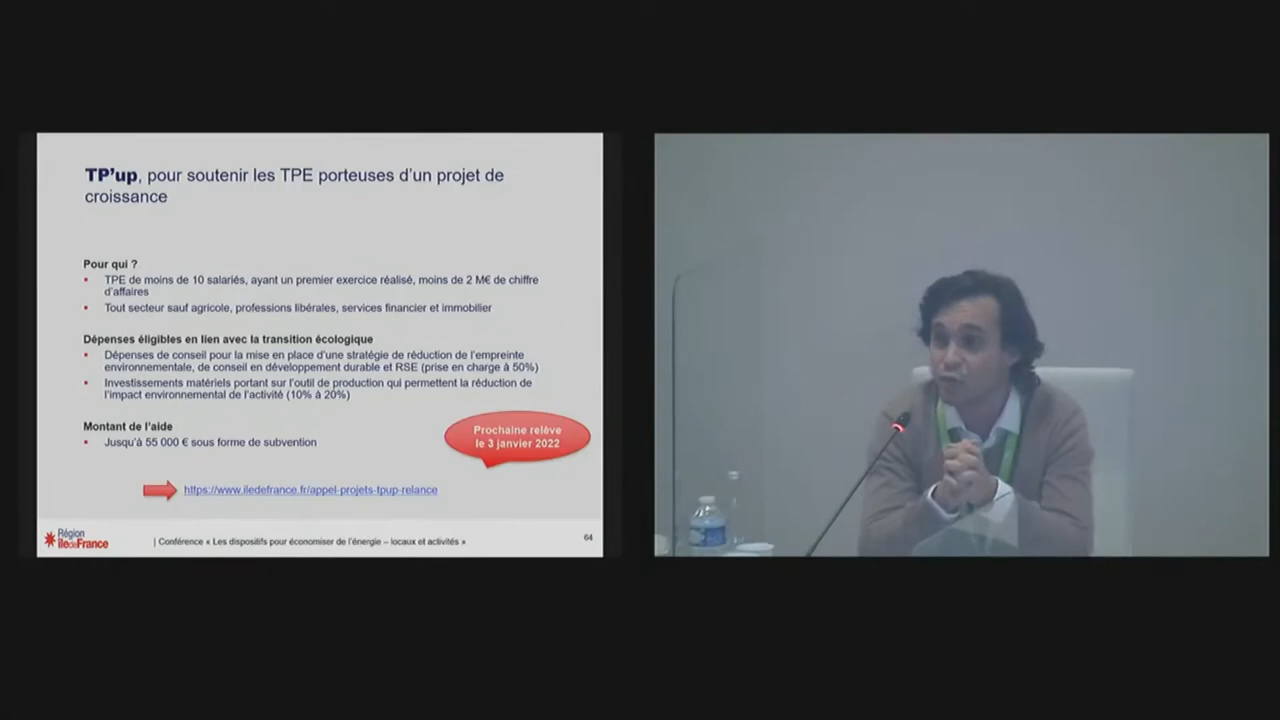 TP'up, pour soutenir les TPE porteuses d'un projet de
croissance
Pour qui ?
▪ TPE de moins de 10 salariés, ayant un premier exercice réalisé, moins de 2 M€ de chiffre
d'affaires
▪ Tout secteur sauf agricole, professions libérales, services financier et immobilier
Dépenses éligibles en lien avec la transition écologique
▪ Dépenses de conseil pour la mise en place d'une stratégie de réduction de l'empreinte
environnementale, de conseil en développement durable et RSE (prise en charge à 50%)
▪ Investissements matériels portant sur l'outil de production qui permettent la réduction de
l'impact environnemental de l'activité (10% à 20%)
Montant de l'aide
▪ Jusqu'à 55 000 € sous forme de subvention
Prochaine relève
le 3 janvier 2022
https://www.iledefrance.fr/appel-projets-tpup-relance
Région
îledeFrance
| Conférence « Les dispositifs pour économiser de l'énergie – locaux et activités »
64